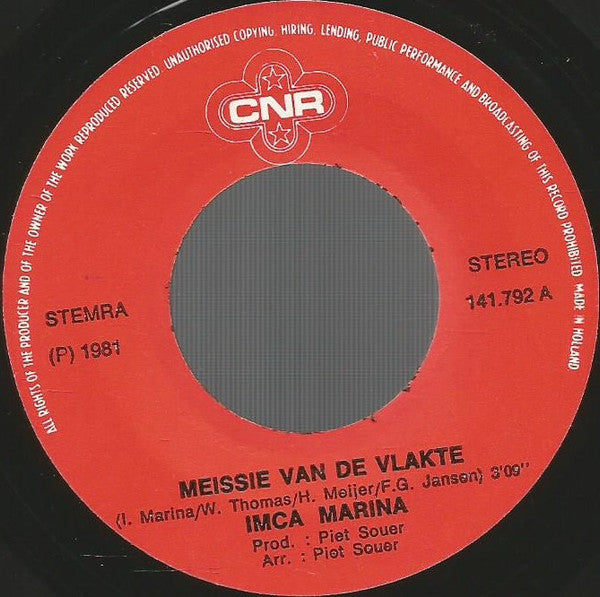 ALL RIGHTS OF THE PRODUCER AND OF THE OWNER OF THE WORK REPRODUCED RESERVED. UNAUTHORISED COPYING, HIRING, LENDING, PUBLIC PERFORMANCE AND BROADCASTING OF THIS RECORD PROHIBITED MADE IN HOLLAND
CNR
STEMRA
(P) 1981
STEREO
141.792 A
MEISSIE VAN DE VLAKTE
(I. Marina/W. Thomas/H. Meijer/F.G. Jansen) 3'09"
IMCA MARINA
Prod. : Piet Souer
Arr. : Piet Souer